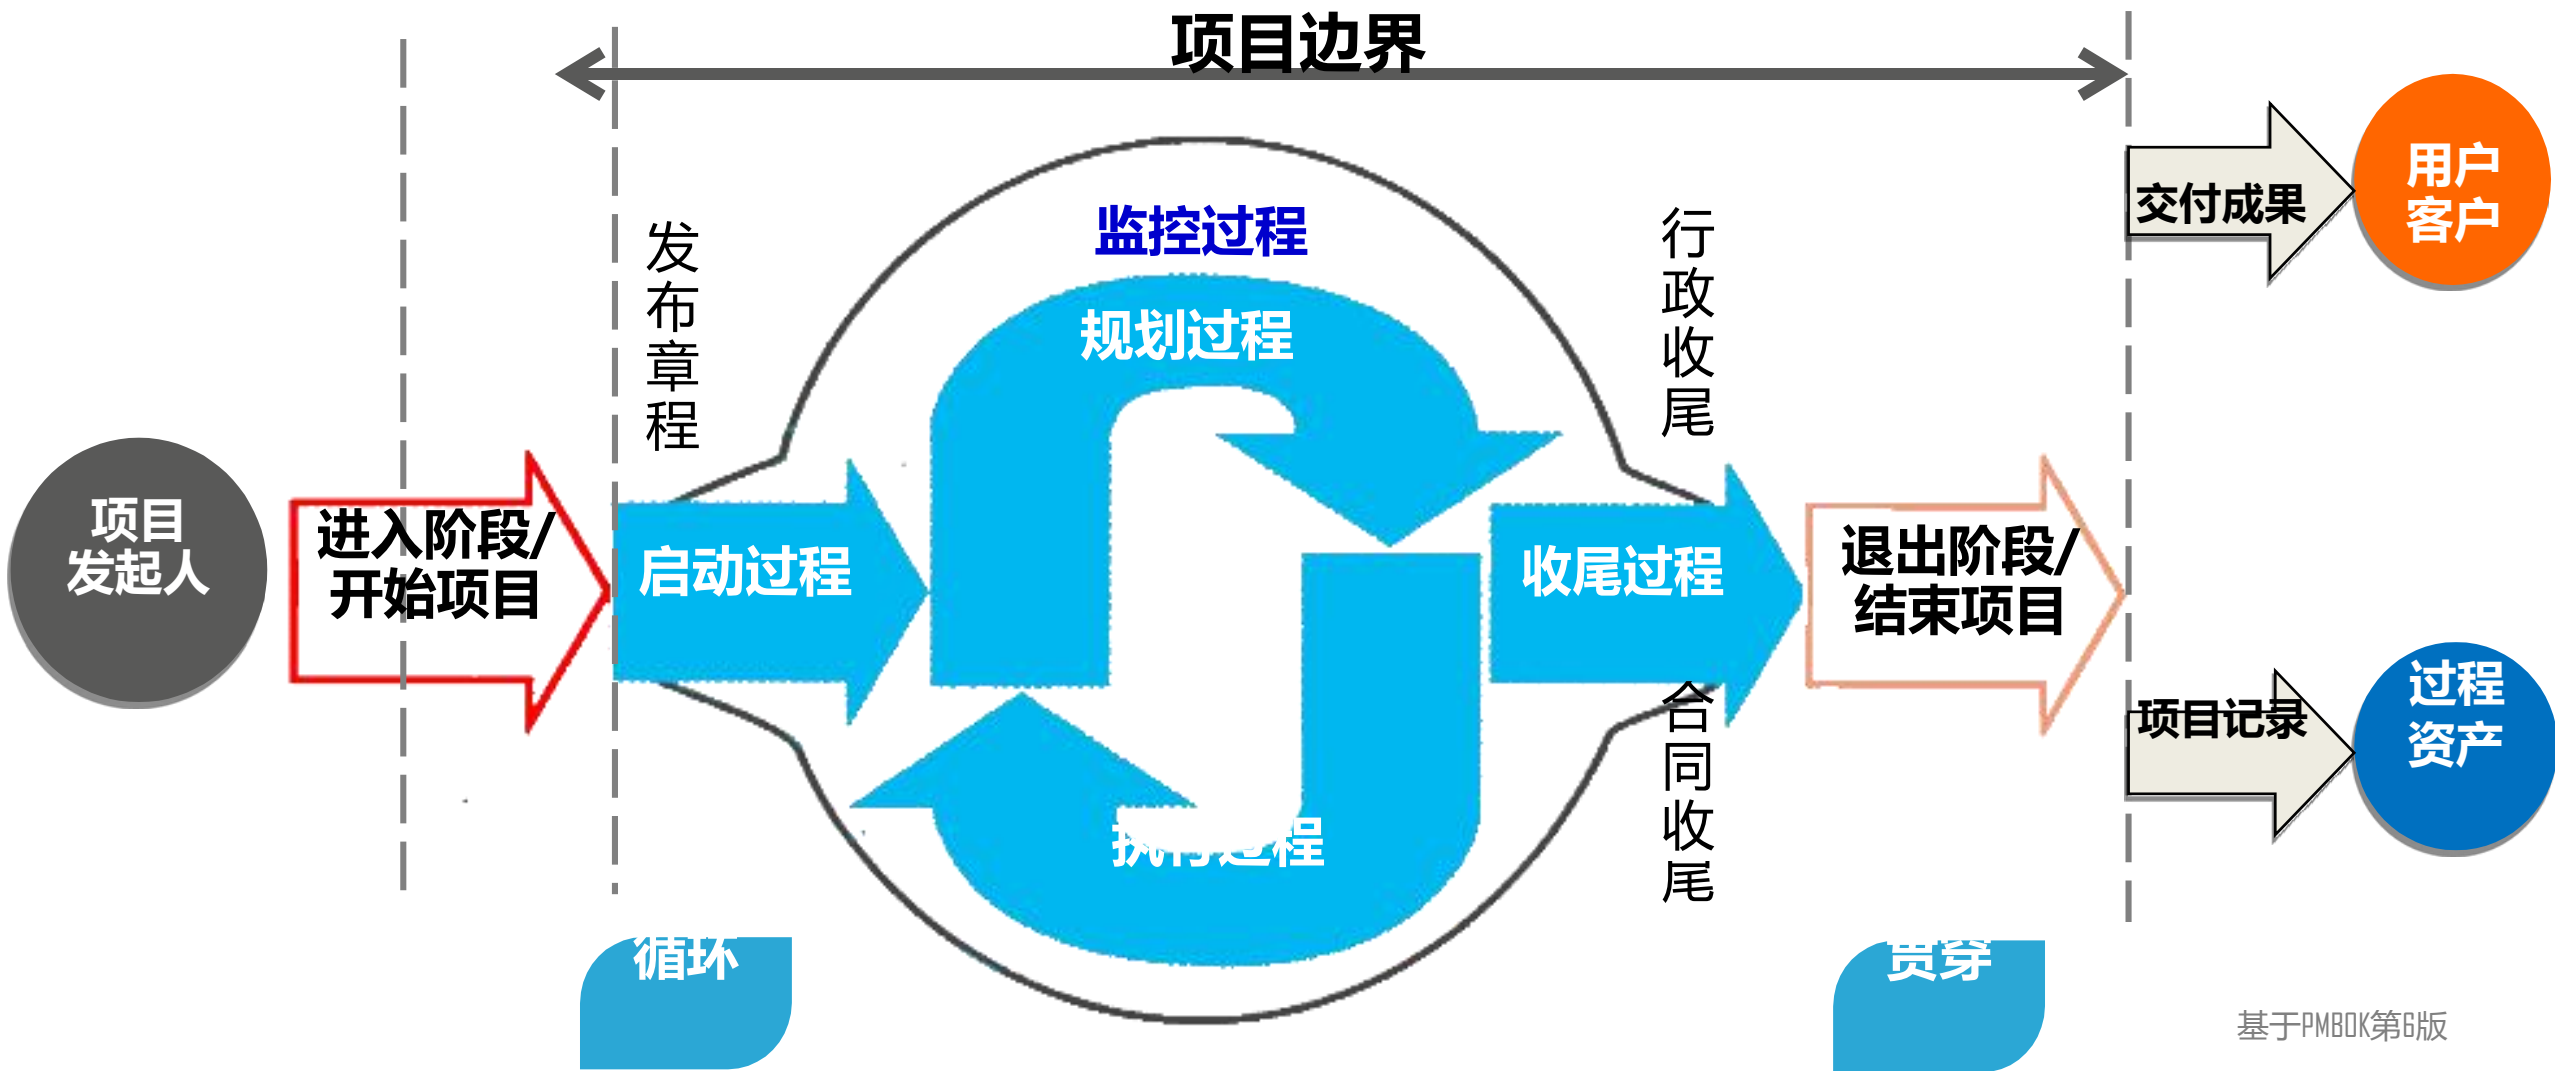 项目边界
交付成果
用户
客户
监控过程
规划过程
发布章程
行政收尾
项目
发起人
进入阶段/
开始项目
启动过程
收尾过程
退出阶段/
结束项目
执行过程
合同收尾
项目记录
过程
资产
循环
贯穿
基于PMBOK第6版